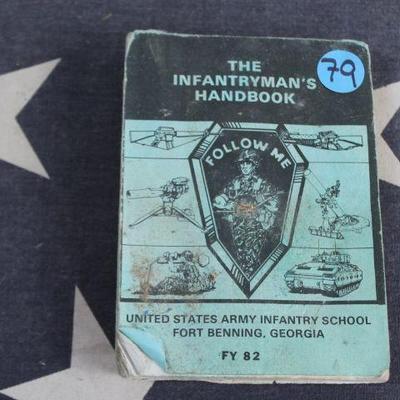 THE
INFANTRYMAN'S
HANDBOOK
79
FOLLOW ME
UNITED STATES ARMY INFANTRY SCHOOL
FORT BENNING, GEORGIA
FY 82